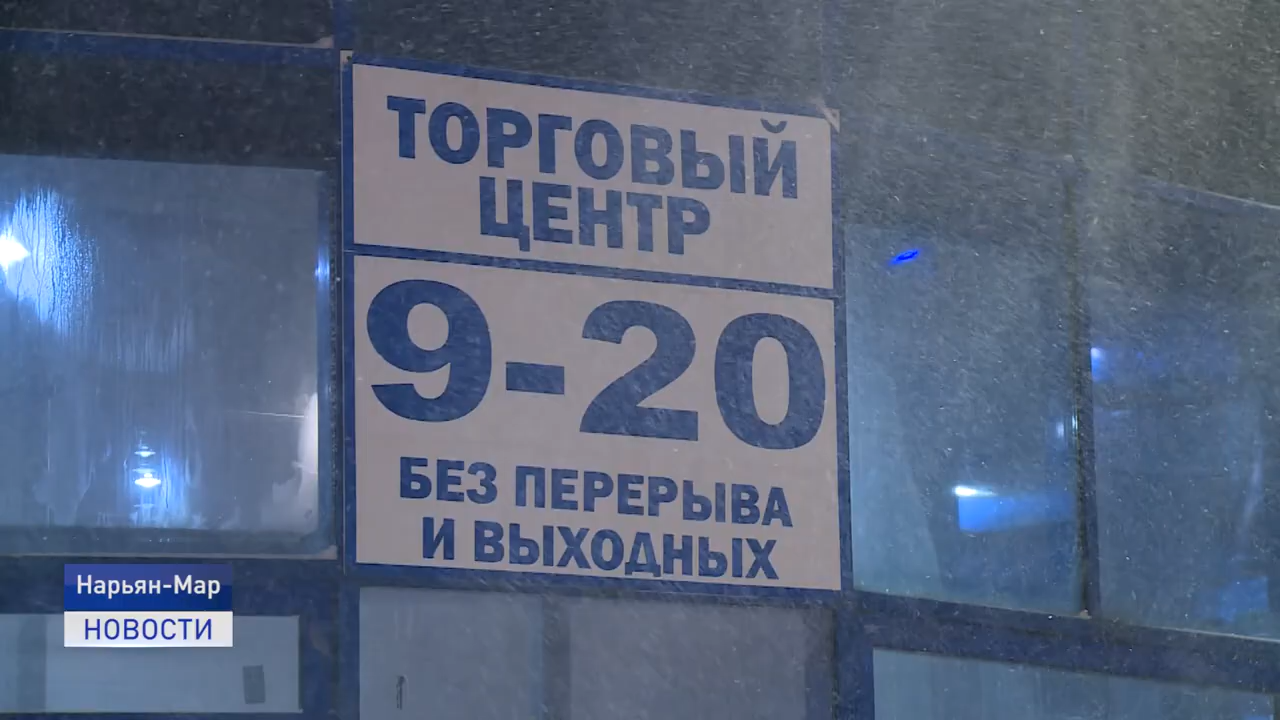 ТОРГОВЫЙ
ЦЕНТР
9-20
БЕЗ ПЕРЕРЫВА
И ВЫХОДНЫХ
Нарьян-Мар
НОВОСТИ